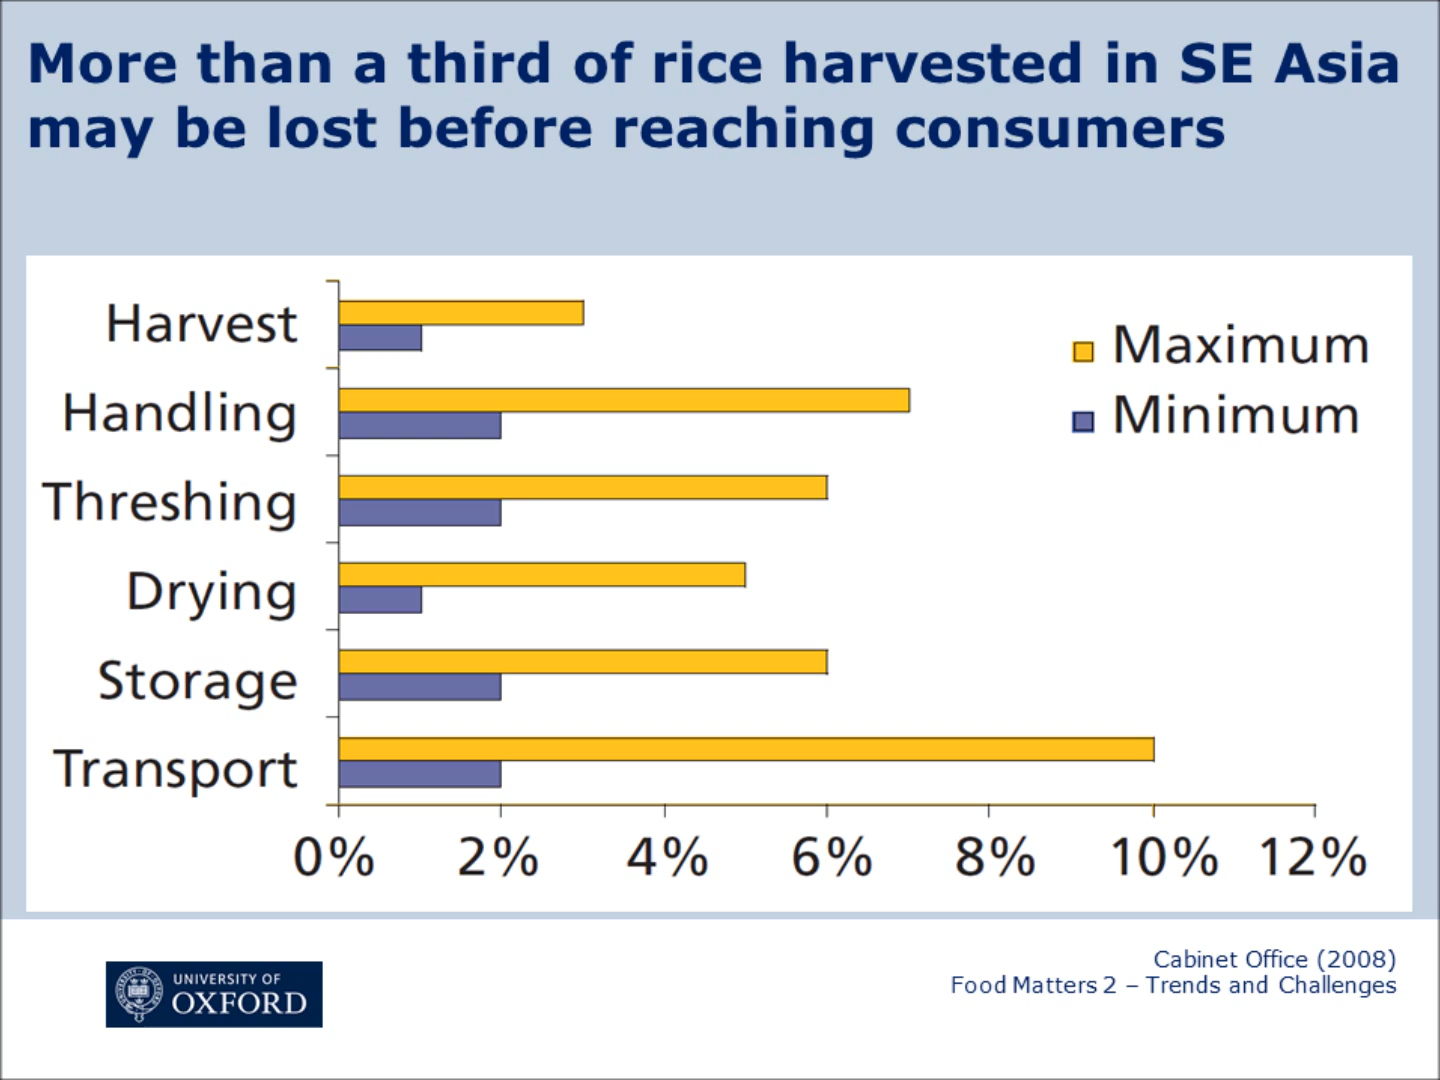 More than a third of rice harvested in SE Asia
may be lost before reaching consumers
Harvest
Handling
Threshing
Drying
Storage
Transport
Maximum
Minimum
0% 2% 4% 6% 8% 10% 12%
UNIVERSITY OF
OXFORD
Cabinet Office (2008)
Food Matters 2 – Trends and Challenges